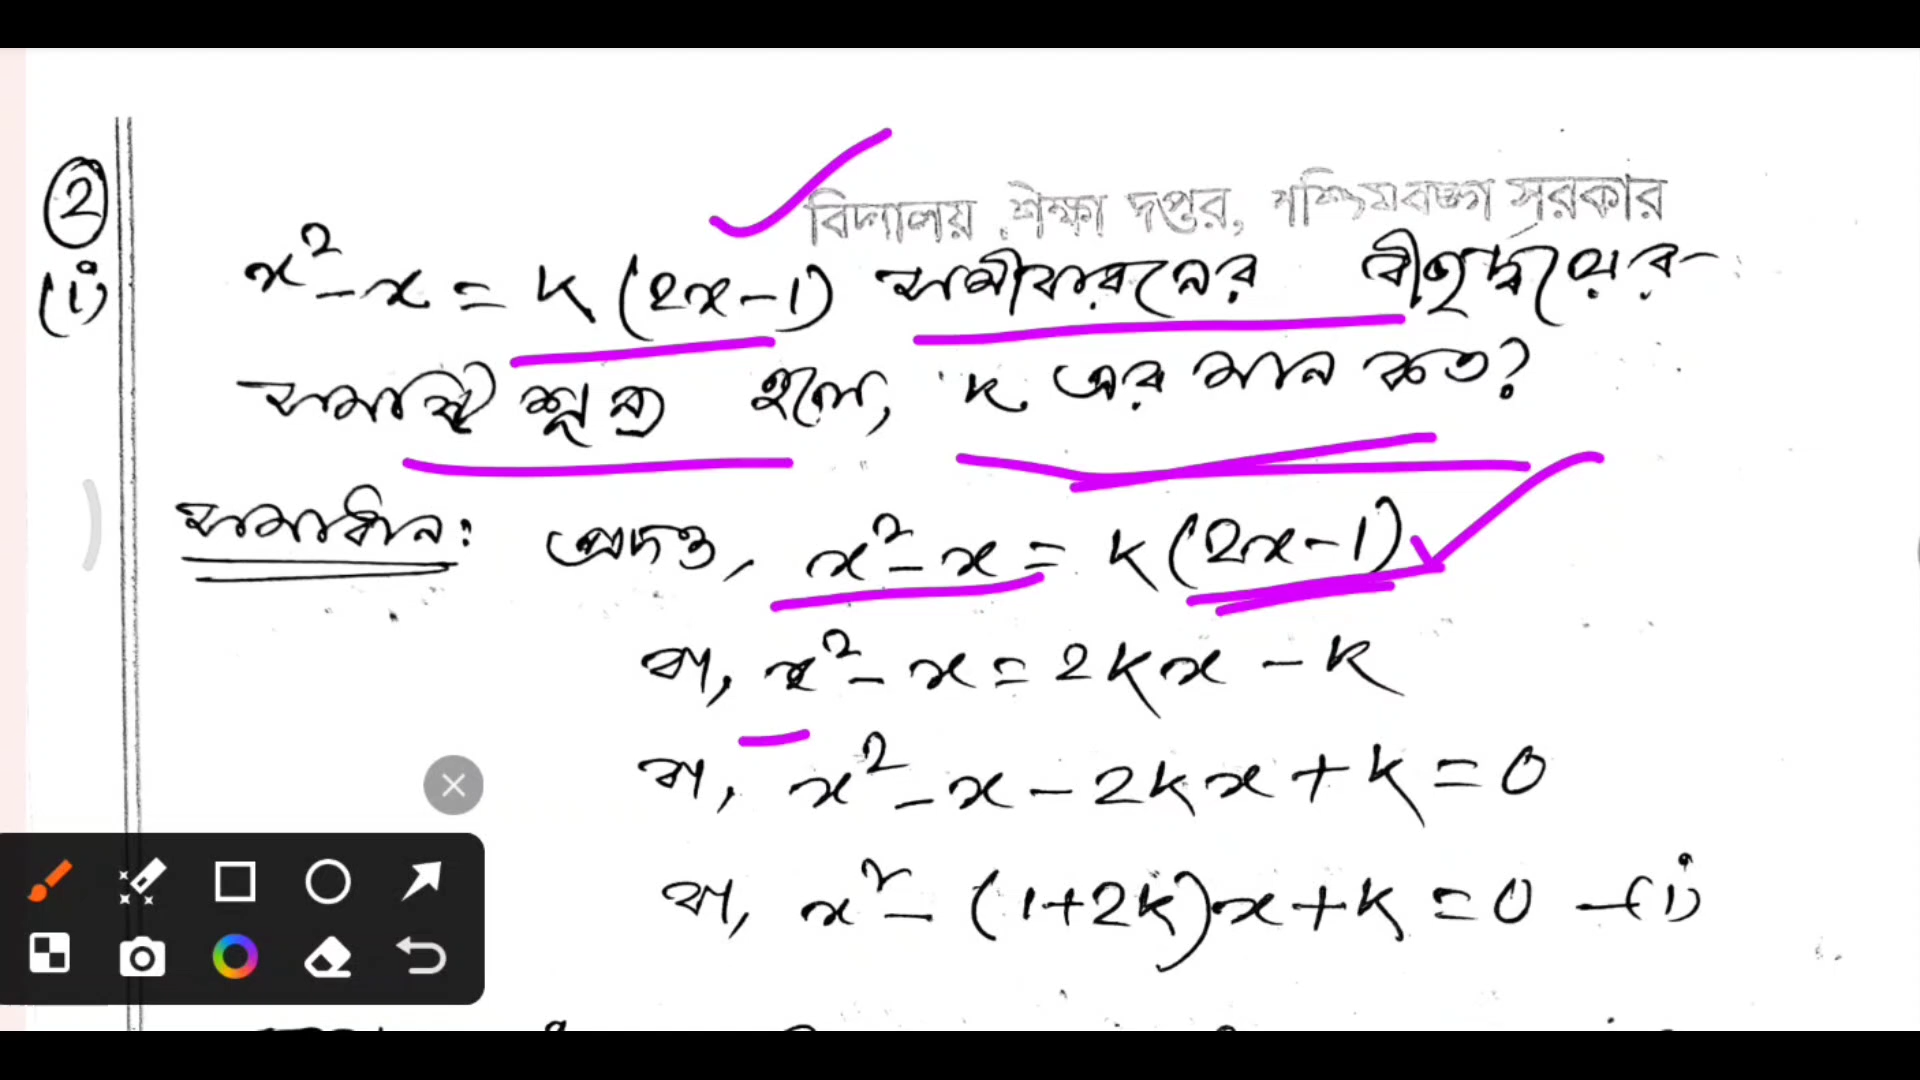 ② বিদ্যালয় শিক্ষা দপ্তর, পশ্চিমবঙ্গ সরকার
(i) x² - x = k(2x-1) সমীকরনের বীজদ্বয়ের
সমষ্টি শূন্য হলে, k এর মান কত?
সমাধান: প্রদত্ত, x² - x = k(2x-1)
বা, x² - x = 2kx - k
বা, x² - x - 2kx + k = 0
বা, x² - (1+2k)x + k = 0 —(i)